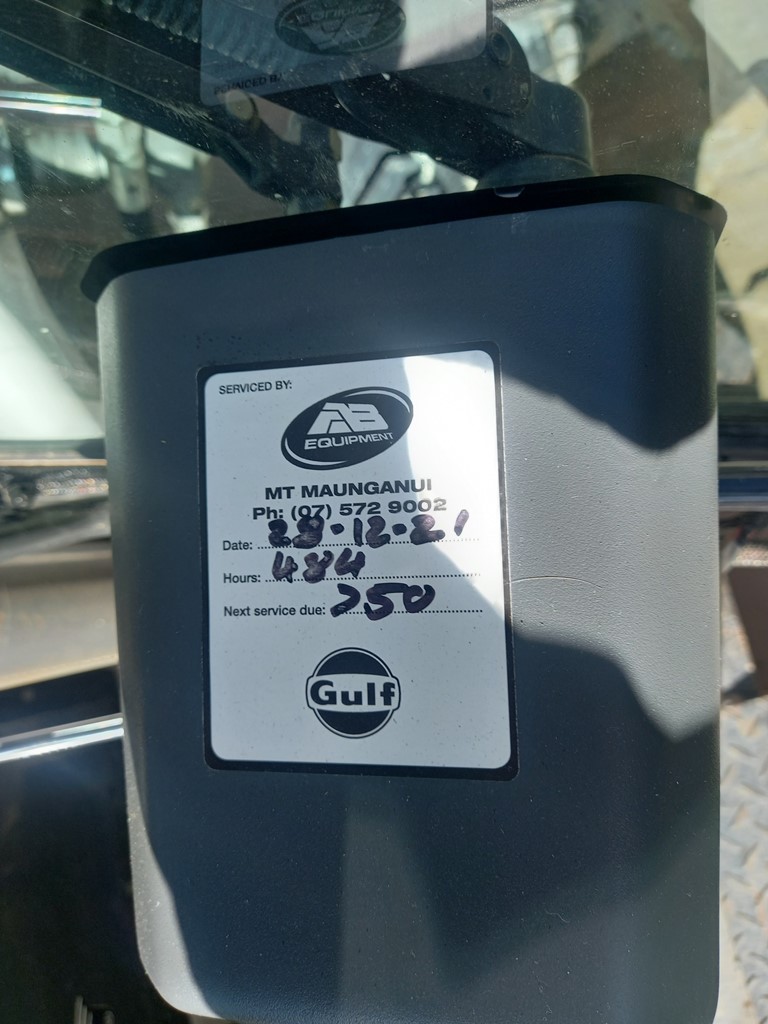 SERVICED BY:
AB
EQUIPMENT
MT MAUNGANUI
Ph: (07) 572 9002
Date: 29.12.21
Hours: 484
Next service due: 750
Gulf